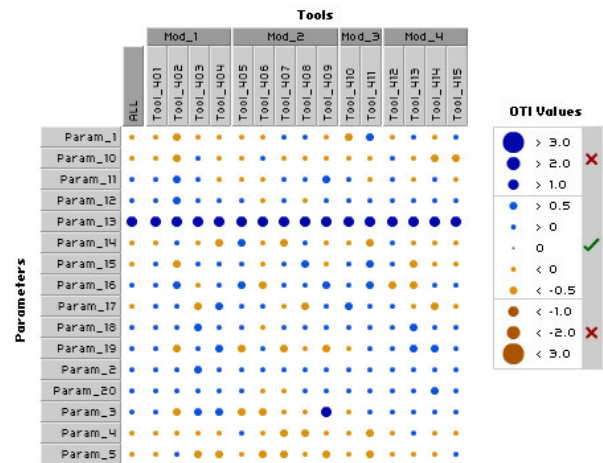 Tools
Mod_1 Mod_2 Mod_3 Mod_4
ALL Tool_401 Tool_402 Tool_403 Tool_404 Tool_405 Tool_406 Tool_407 Tool_408 Tool_409 Tool_410 Tool_411 Tool_412 Tool_413 Tool_414 Tool_415
Parameters
Param_1
Param_10
Param_11
Param_12
Param_13
Param_14
Param_15
Param_16
Param_17
Param_18
Param_19
Param_2
Param_20
Param_3
Param_4
Param_5
OTI Values
> 3.0
> 2.0
> 1.0
> 0.5
> 0
0
< 0
< -0.5
< -1.0
< -2.0
< 3.0